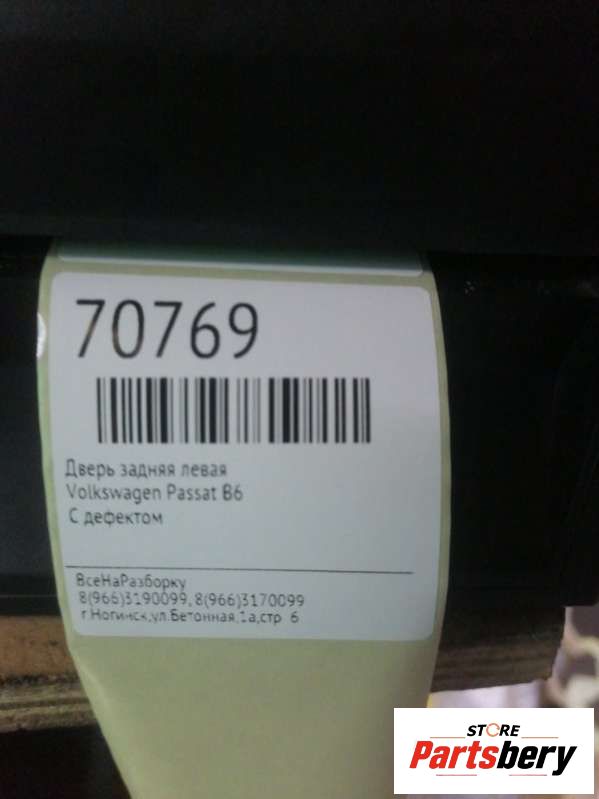 70769
Дверь задняя левая
Volkswagen Passat B6
С дефектом
ВсеНаРазборку
8(966)3190099, 8(966)3170099
г.Ногинск,ул.Бетонная,1а,стр 6
STORE
Partsbery